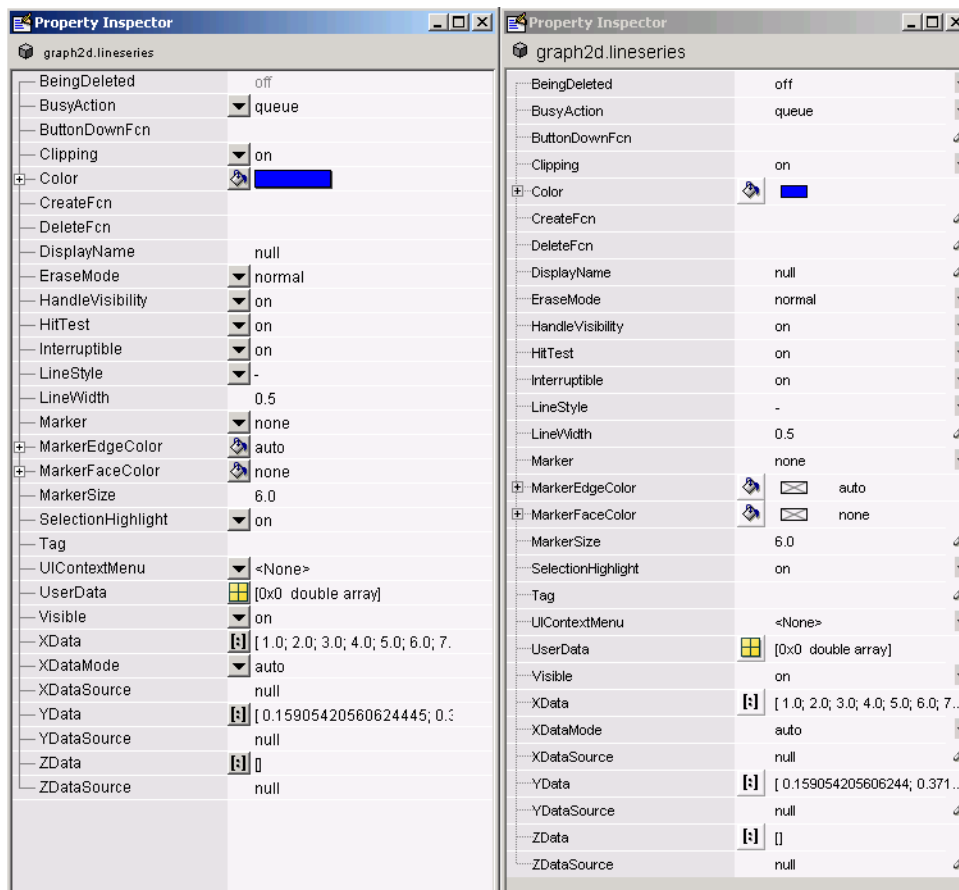 Property Inspector
graph2d.lineseries
BeingDeleted off
BusyAction queue
ButtonDownFcn
Clipping on
Color
CreateFcn
DeleteFcn
DisplayName null
EraseMode normal
HandleVisibility on
HitTest on
Interruptible on
LineStyle -
LineWidth 0.5
Marker none
MarkerEdgeColor auto
MarkerFaceColor none
MarkerSize 6.0
SelectionHighlight on
Tag
UIContextMenu <None>
UserData [0x0 double array]
Visible on
XData [:] [ 1.0; 2.0; 3.0; 4.0; 5.0; 6.0; 7.
XDataMode auto
XDataSource null
YData [:] [ 0.15905420560624445; 0.3
YDataSource null
ZData [:] []
ZDataSource null
Property Inspector
graph2d.lineseries
BeingDeleted off
BusyAction queue
ButtonDownFcn
Clipping on
Color
CreateFcn
DeleteFcn
DisplayName null
EraseMode normal
HandleVisibility on
HitTest on
Interruptible on
LineStyle -
LineWidth 0.5
Marker none
MarkerEdgeColor auto
MarkerFaceColor none
MarkerSize 6.0
SelectionHighlight on
Tag
UIContextMenu <None>
UserData [0x0 double array]
Visible on
XData [:] [ 1.0; 2.0; 3.0; 4.0; 5.0; 6.0; 7...
XDataMode auto
XDataSource null
YData [:] [ 0.159054205606244; 0.371...
YDataSource null
ZData [:] []
ZDataSource null